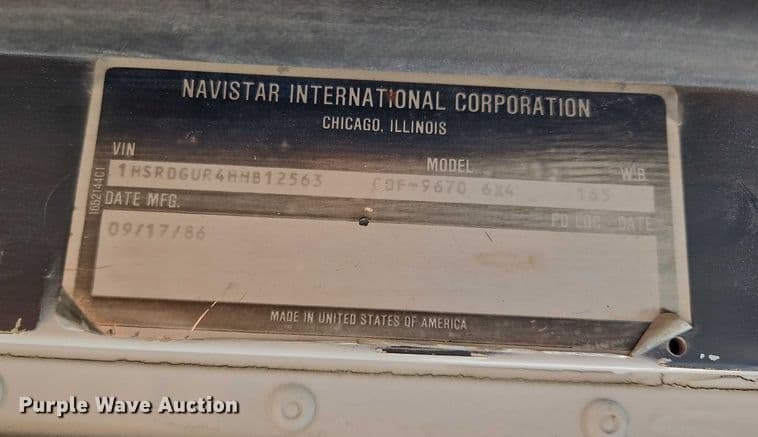 NAVISTAR INTERNATIONAL CORPORATION
CHICAGO, ILLINOIS
VIN MODEL W.B.
1HSRDGUR4HHB12563 COF-9670 6X4 165
DATE MFG. PD LOC - DATE
09/17/86
MADE IN UNITED STATES OF AMERICA
1652144C1
Purple Wave Auction